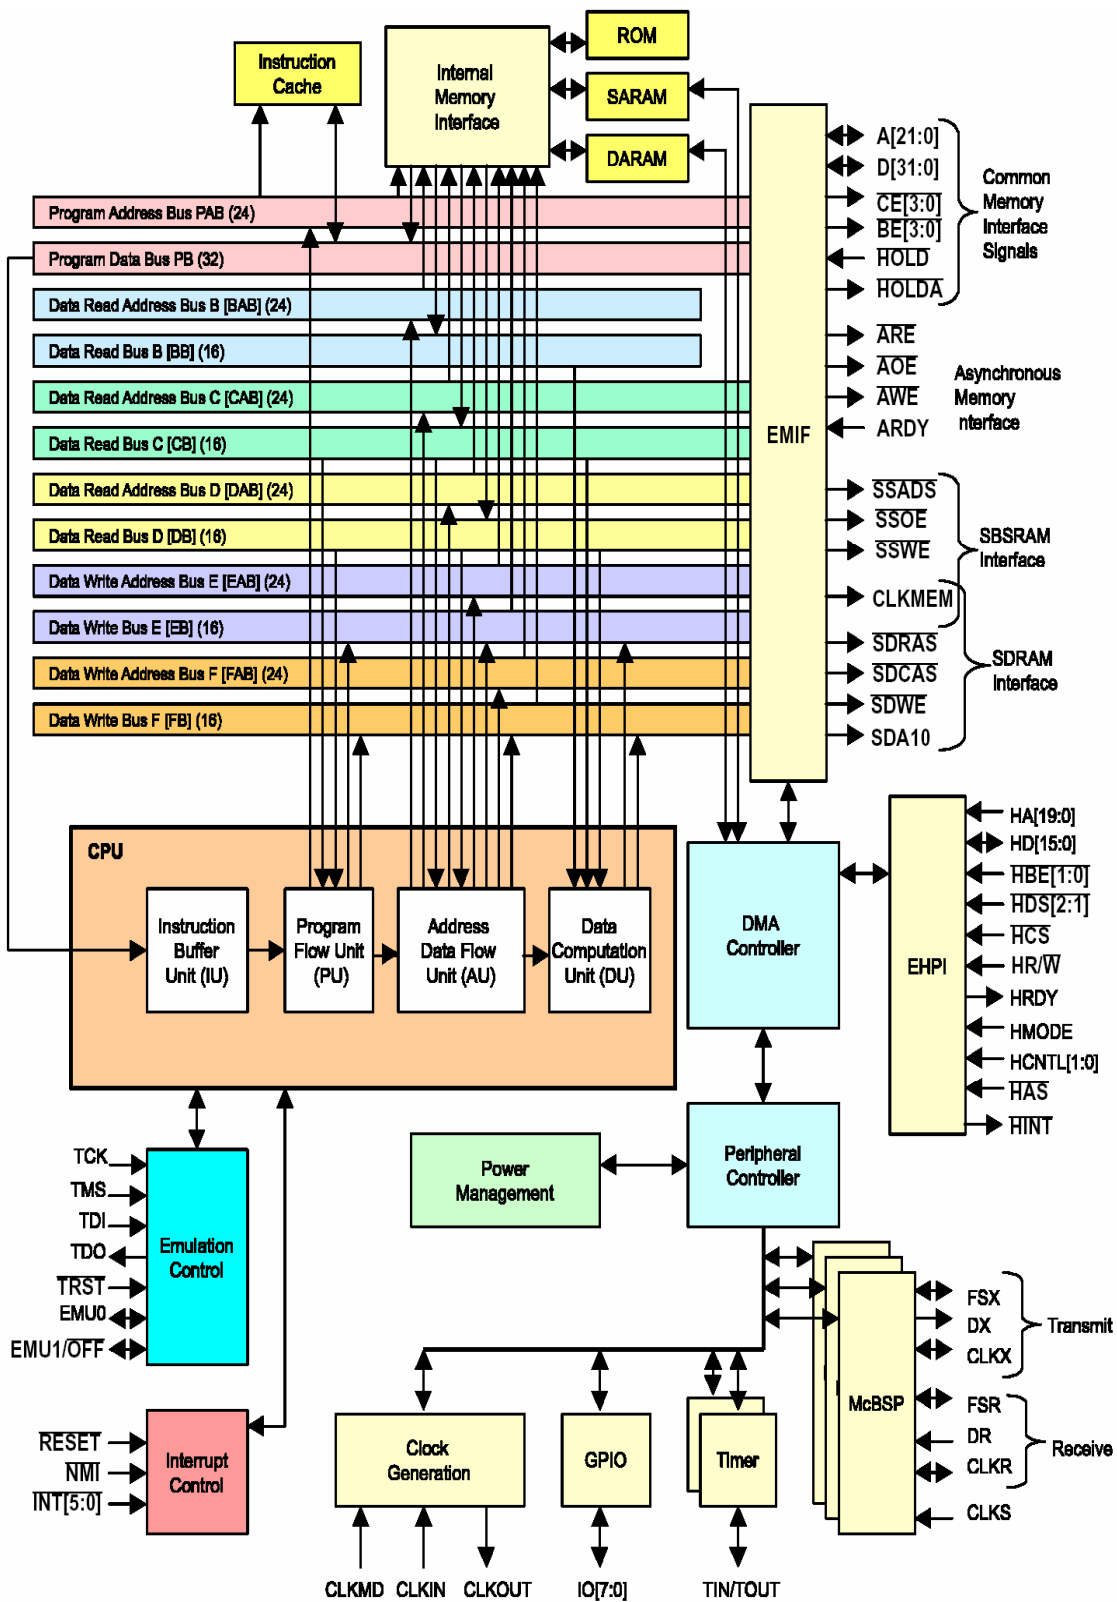 ROM
Instruction
Cache
Internal
Memory
Interface
SARAM
DARAM
Program Address Bus PAB (24)
Program Data Bus PB (32)
Data Read Address Bus B [BAB] (24)
Data Read Bus B [BB] (16)
Data Read Address Bus C [CAB] (24)
Data Read Bus C [CB] (16)
Data Read Address Bus D [DAB] (24)
Data Read Bus D [DB] (16)
Data Write Address Bus E [EAB] (24)
Data Write Bus E [EB] (16)
Data Write Address Bus F [FAB] (24)
Data Write Bus F [FB] (16)
EMIF
A[21:0]
D[31:0]
CE[3:0]
BE[3:0]
HOLD
HOLDA
Common
Memory
Interface
Signals
ARE
AOE
AWE
ARDY
Asynchronous
Memory
nterface
SSADS
SSOE
SSWE
CLKMEM
SBSRAM
Interface
SDRAS
SDCAS
SDWE
SDA10
SDRAM
Interface
CPU
Instruction
Buffer
Unit (IU)
Program
Flow Unit
(PU)
Address
Data Flow
Unit (AU)
Data
Computation
Unit (DU)
DMA
Controller
EHPI
HA[19:0]
HD[15:0]
HBE[1:0]
HDS[2:1]
HCS
HR/W
HRDY
HMODE
HCNTL[1:0]
HAS
HINT
TCK
TMS
TDI
TDO
TRST
EMU0
EMU1/OFF
Emulation
Control
Power
Management
Peripheral
Controller
RESET
NMI
INT[5:0]
Interrupt
Control
Clock
Generation
GPIO
Timer
McBSP
FSX
DX
CLKX
Transmit
FSR
DR
CLKR
Receive
CLKS
CLKMD
CLKIN
CLKOUT
IO[7:0]
TIN/TOUT